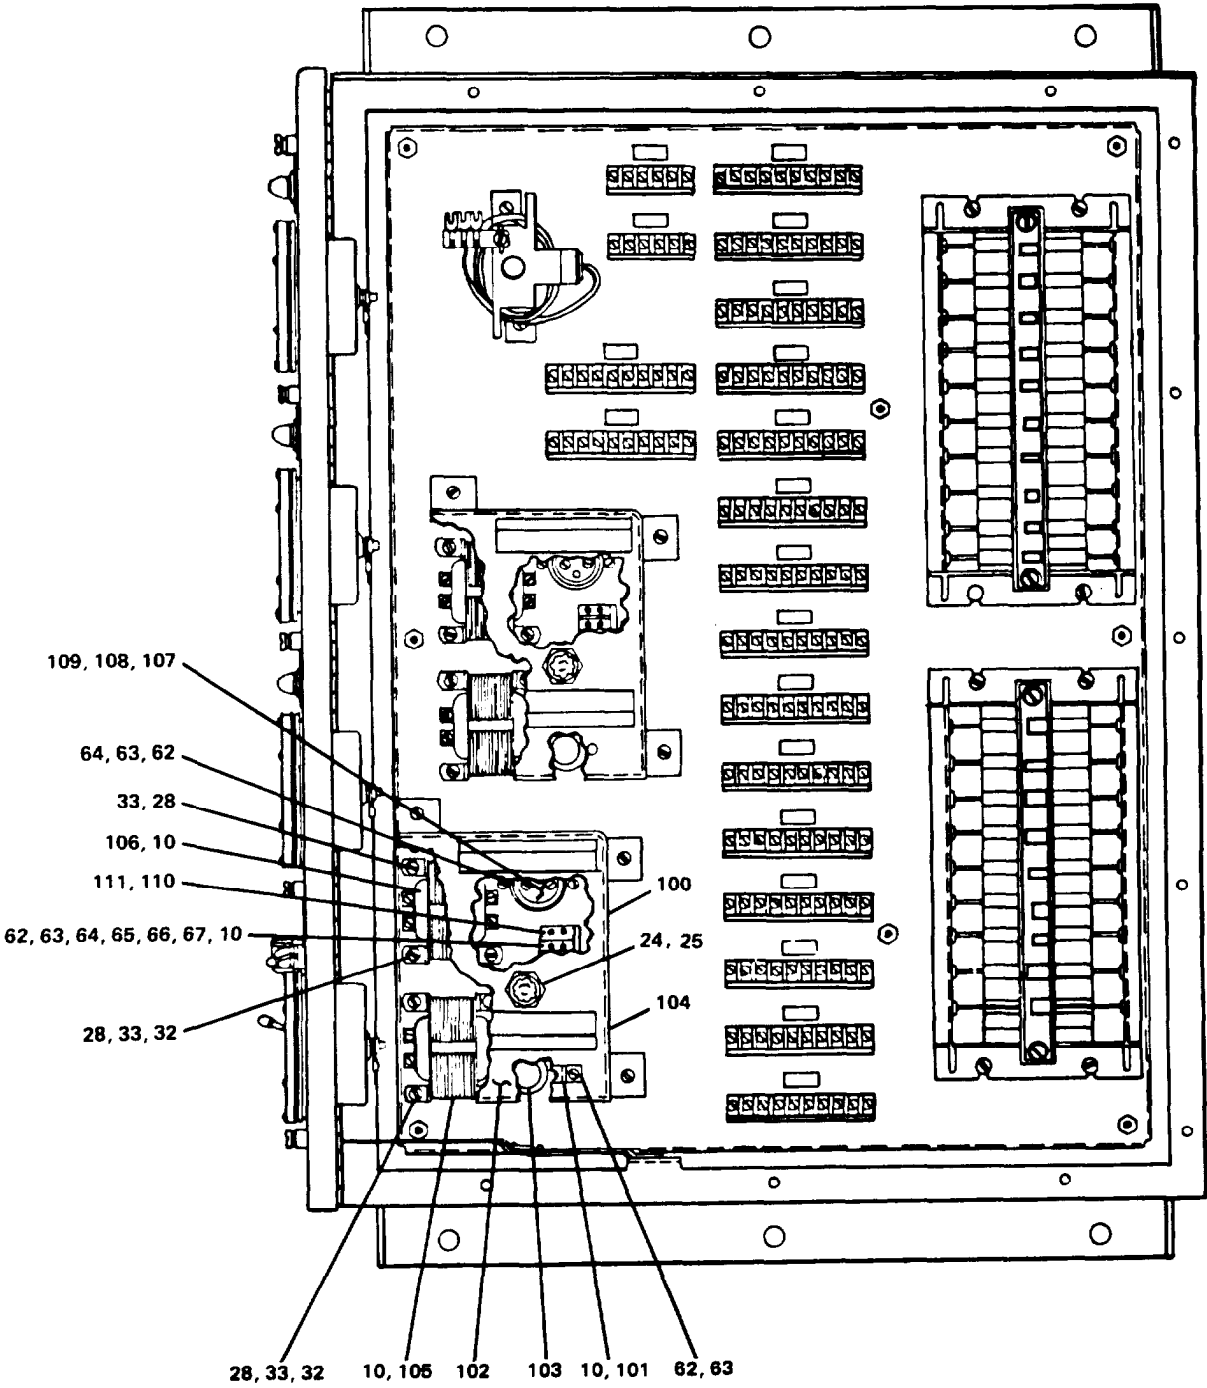 109, 108, 107
64, 63, 62
33, 28
106, 10
111, 110
100
62, 63, 64, 65, 66, 67, 10
24, 25
104
28, 33, 32
28, 33, 32
10, 105
102
103
10, 101
62, 63